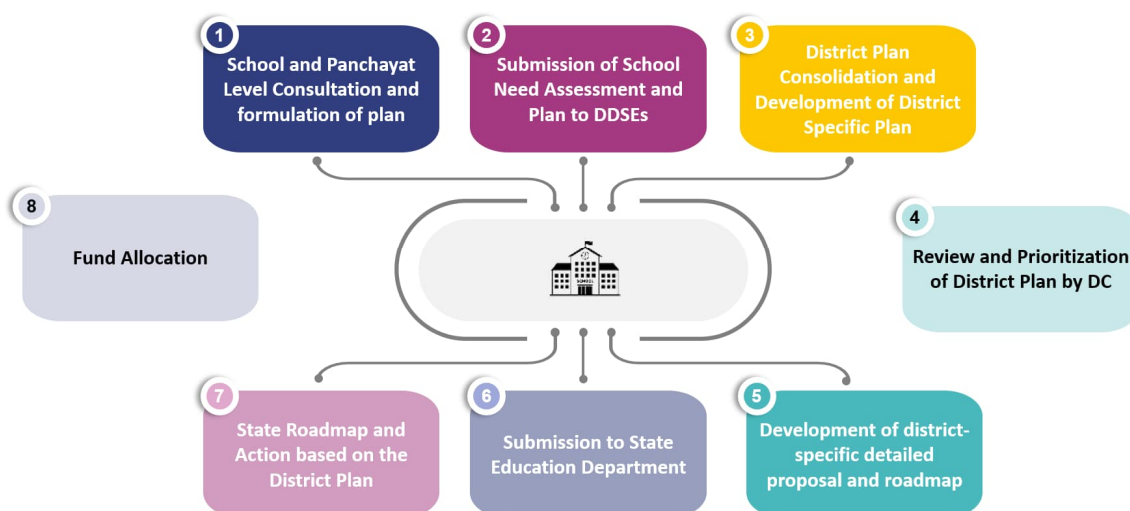 1
School and Panchayat
Level Consultation and
formulation of plan
2
Submission of School
Need Assessment and
Plan to DDSEs
3
District Plan
Consolidation and
Development of District
Specific Plan
4
Review and Prioritization
of District Plan by DC
5
Development of district-
specific detailed
proposal and roadmap
6
Submission to State
Education Department
7
State Roadmap and
Action based on the
District Plan
8
Fund Allocation
SCHOOL